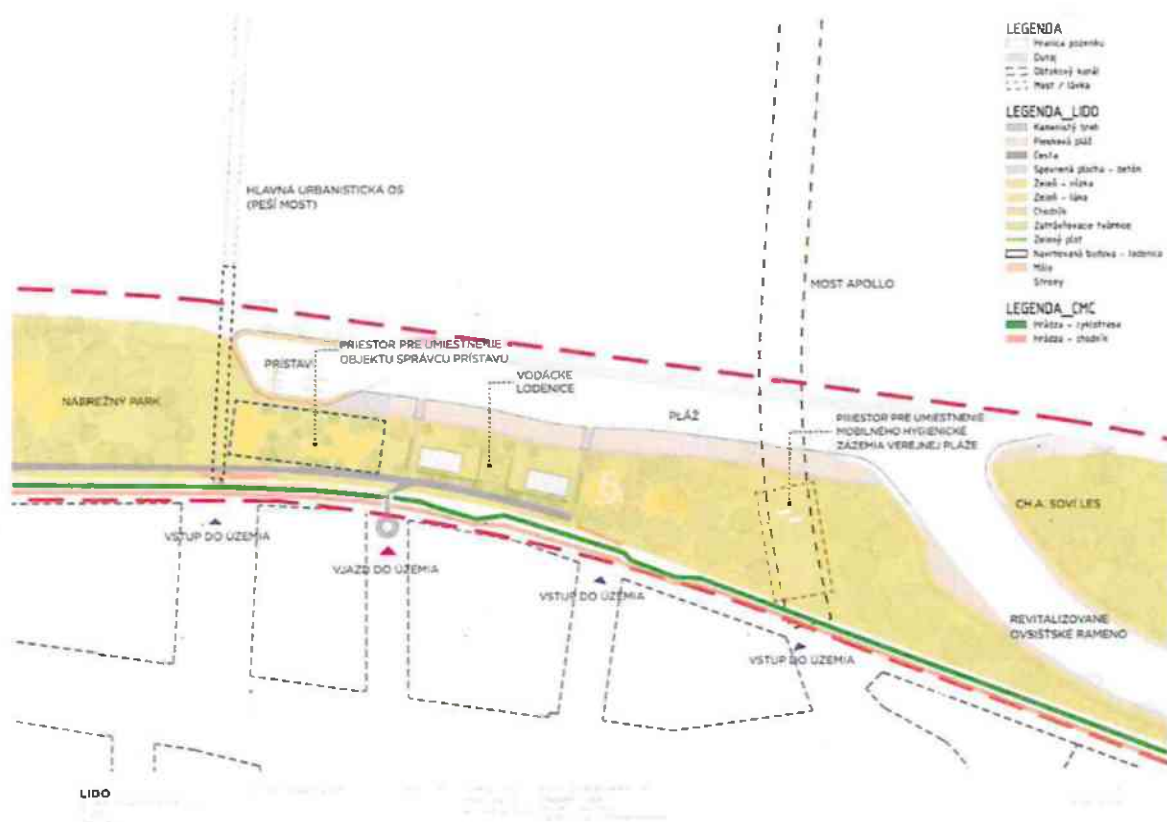 LEGENDA
Hranica pozemku
Dunaj
Obtokový kanál
Most / lávka
LEGENDA_LIDO
Kamenistý breh
Piesková pláž
Cesta
Spevnená plocha - betón
Zeleň - nízka
Zeleň - lúka
Chodník
Zatrávňovacie tvárnice
Zelený plot
Navrhovaná budova - lodenica
Mólo
Stromy
LEGENDA_CMC
Hrádza - cyklotrasa
Hrádza - chodník
HLAVNÁ URBANISTICKÁ OS
(PEŠÍ MOST)
MOST APOLLO
PRIESTOR PRE UMIESTNENIE
OBJEKTU SPRÁVCU PRÍSTAVU
PRÍSTAV
VODÁCKE
LODENICE
NÁBREŽNÝ PARK
PLÁŽ
PRIESTOR PRE UMIESTNENIE
MOBILNÉHO HYGIENICKÉ
ZÁZEMIA VEREJNEJ PLÁŽE
CH.A. SOVÍ LES
VSTUP DO ÚZEMIA
VJAZD DO ÚZEMIA
VSTUP DO ÚZEMIA
REVITALIZOVANÉ
OVSIŠTSKÉ RAMENO
VSTUP DO ÚZEMIA
LIDO